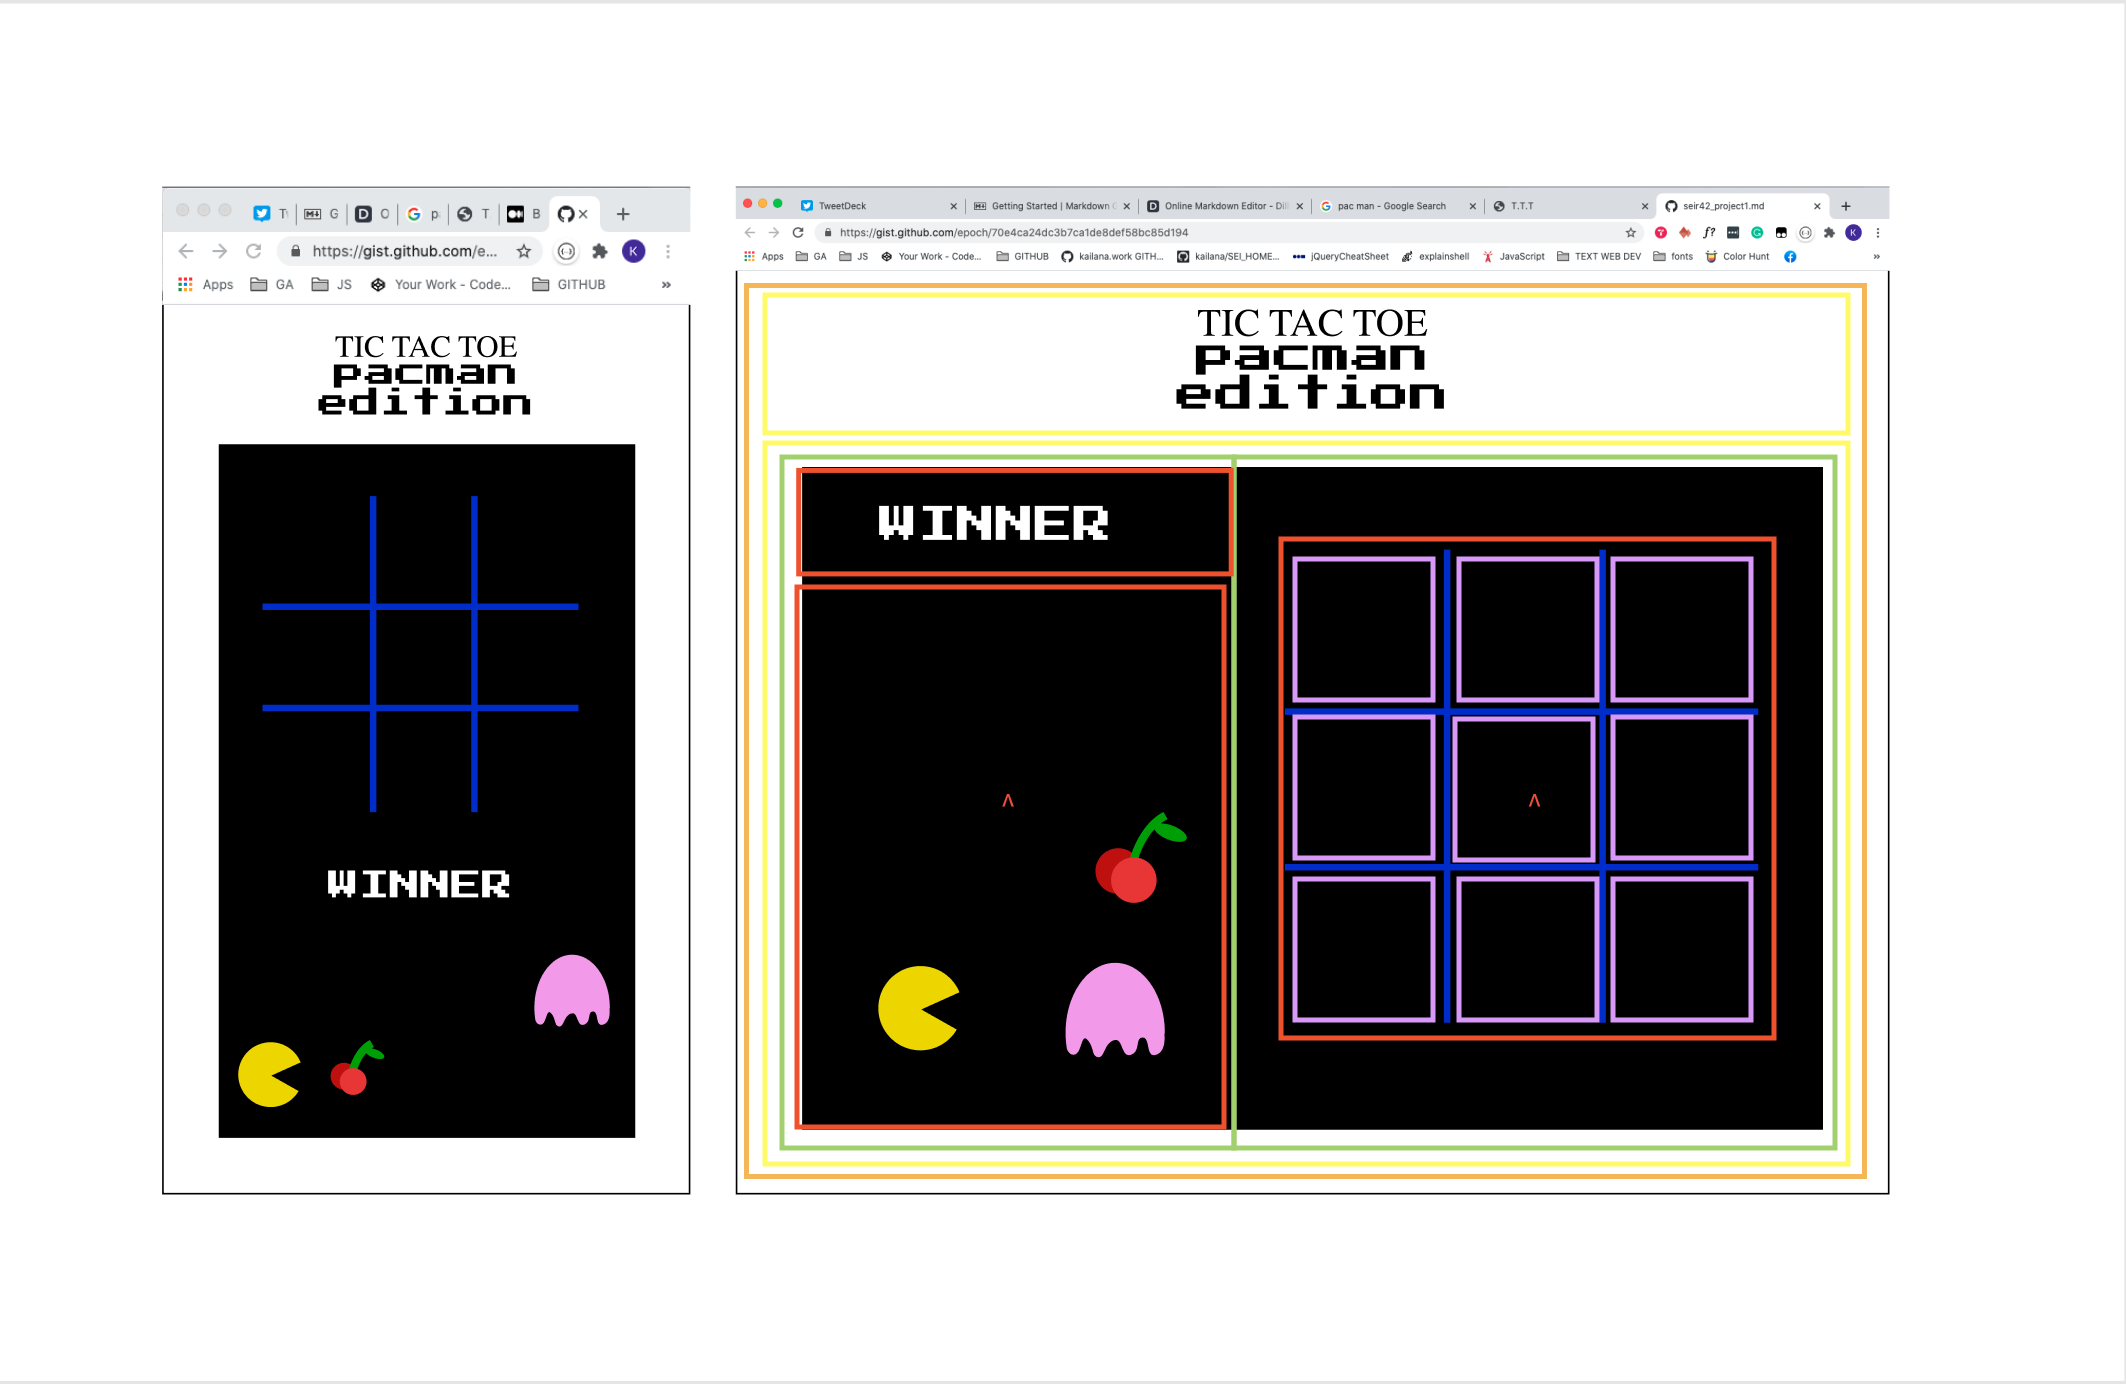 T
G
O
p
T
B
https://gist.github.com/e...
K
Apps
GA
JS
Your Work - Code...
GITHUB
»
TIC TAC TOE
pacman
edition
WINNER
TweetDeck
Getting Started | Markdown
Online Markdown Editor - Dil
pac man - Google Search
T.T.T
seir42_project1.md
https://gist.github.com/epoch/70e4ca24dc3b7ca1de8def58bc85d194
f?
K
Apps
GA
JS
Your Work - Code...
GITHUB
kailana.work GITH...
kailana/SEI_HOME...
jQueryCheatSheet
explainshell
JavaScript
TEXT WEB DEV
fonts
Color Hunt
»
TIC TAC TOE
pacman
edition
WINNER
^
^